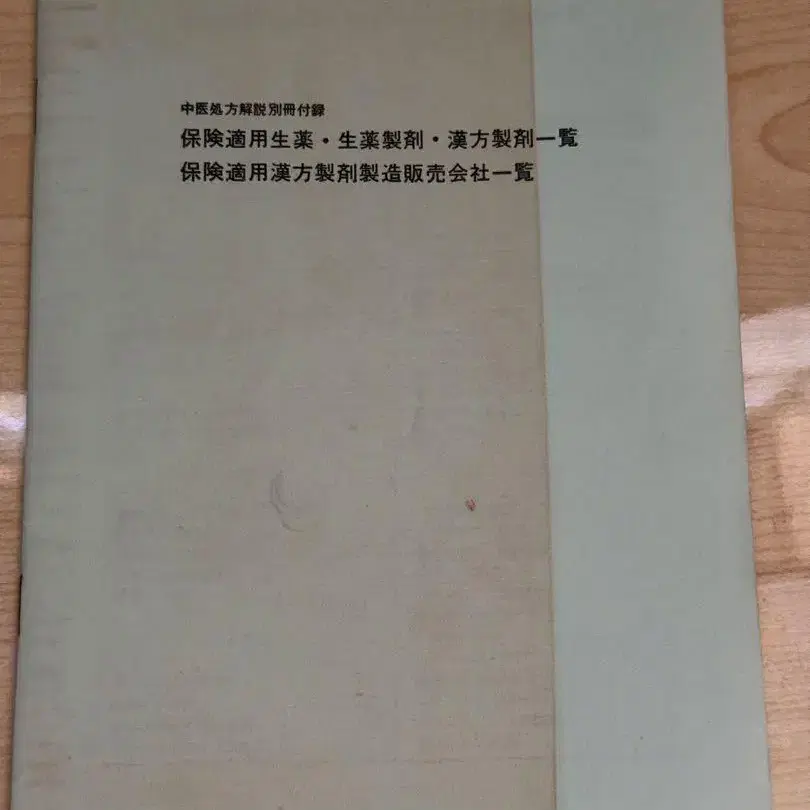 中医処方解説別冊付録
保険適用生薬・生薬製剤・漢方製剤一覧
保険適用漢方製剤製造販売会社一覧